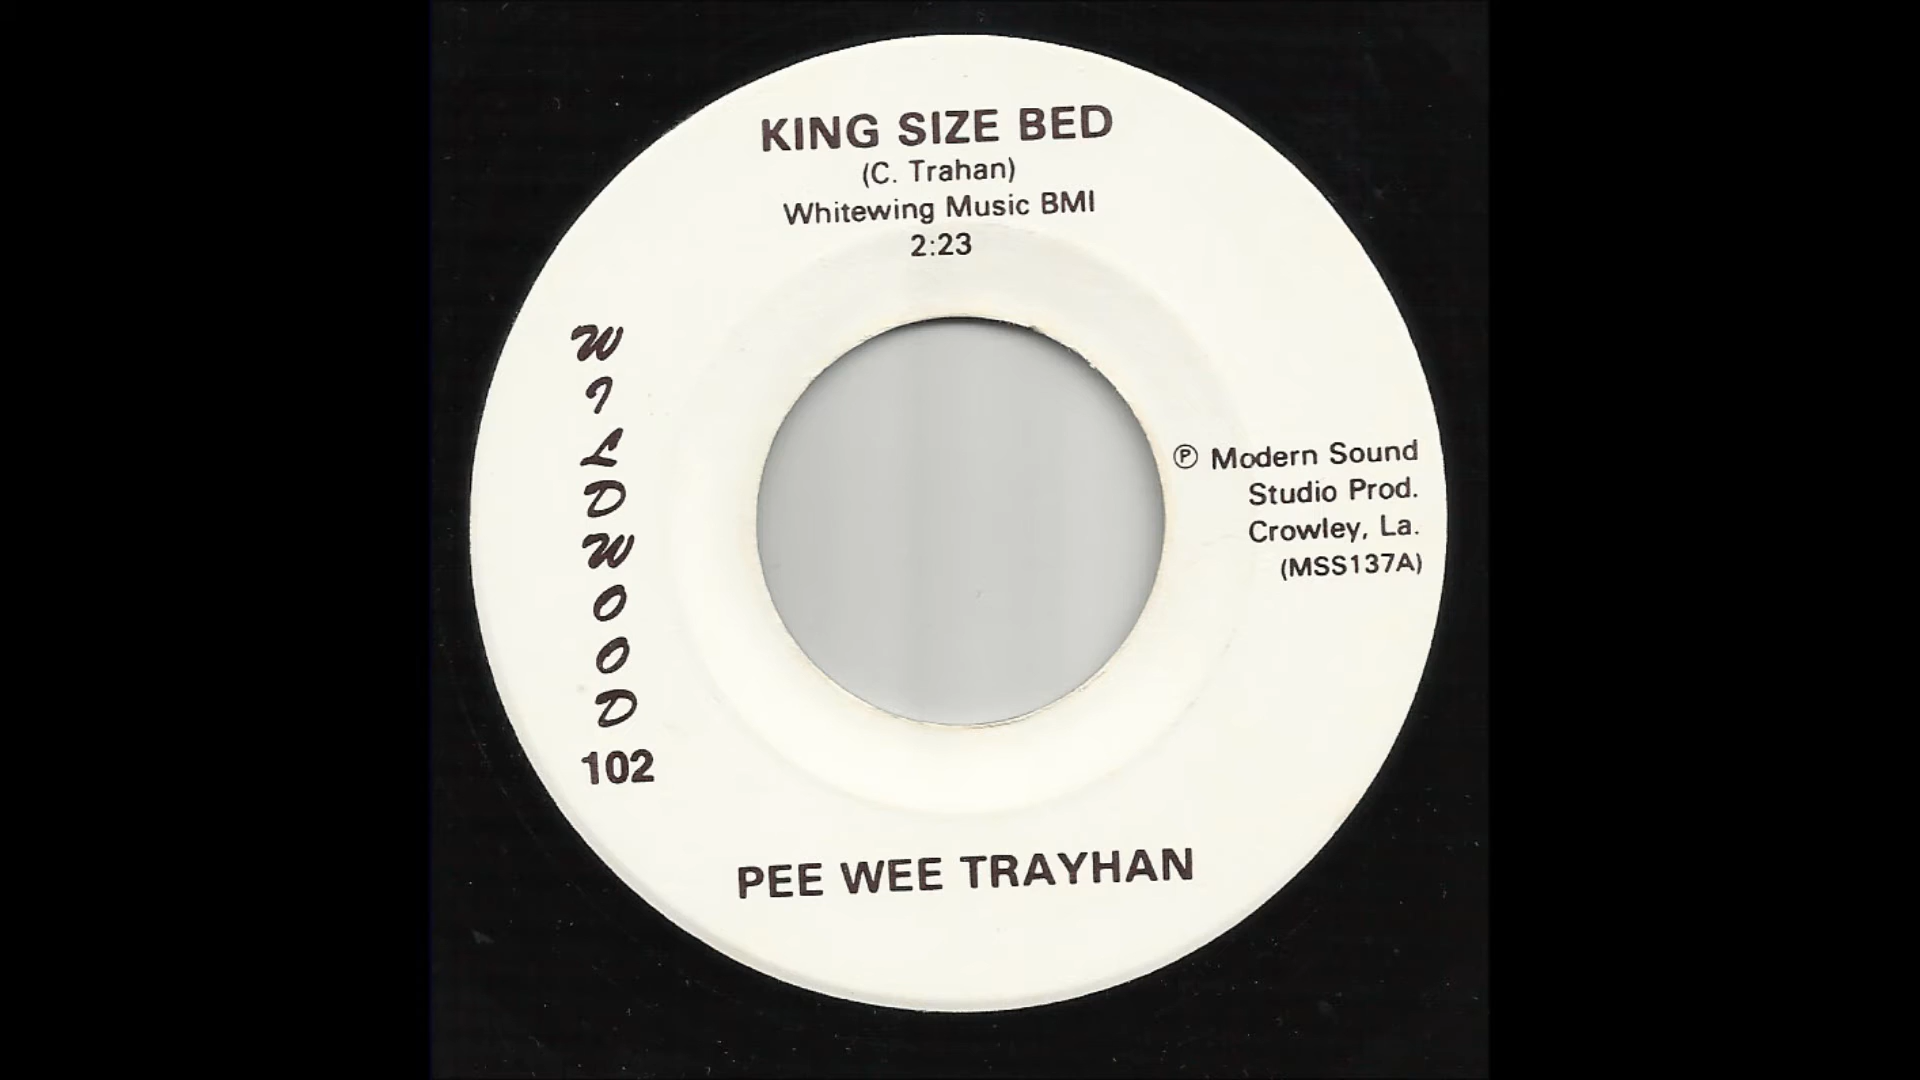 KING SIZE BED
(C. Trahan)
Whitewing Music BMI
2:23
WILDWOOD
102
Ⓟ Modern Sound
Studio Prod.
Crowley, La.
(MSS137A)
PEE WEE TRAYHAN